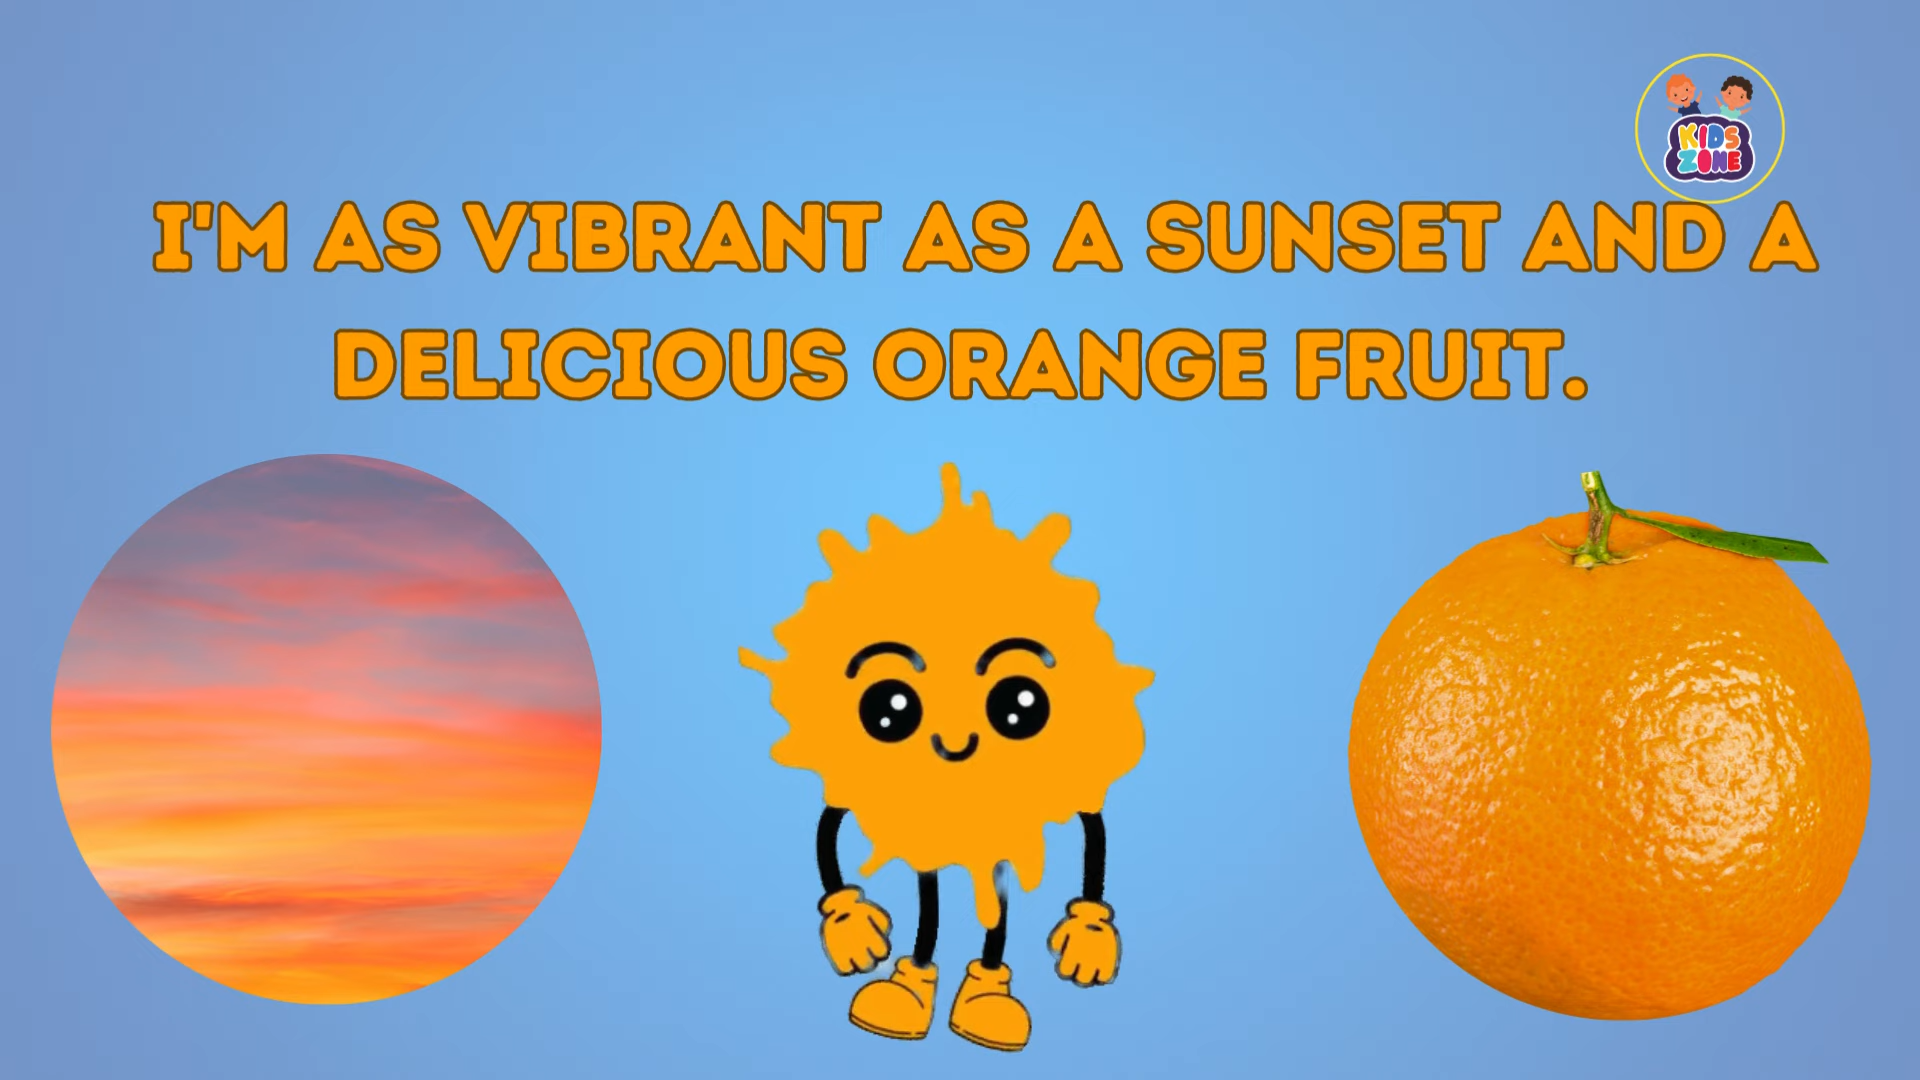 KIDS
ZONE
I'M AS VIBRANT AS A SUNSET AND A
DELICIOUS ORANGE FRUIT.